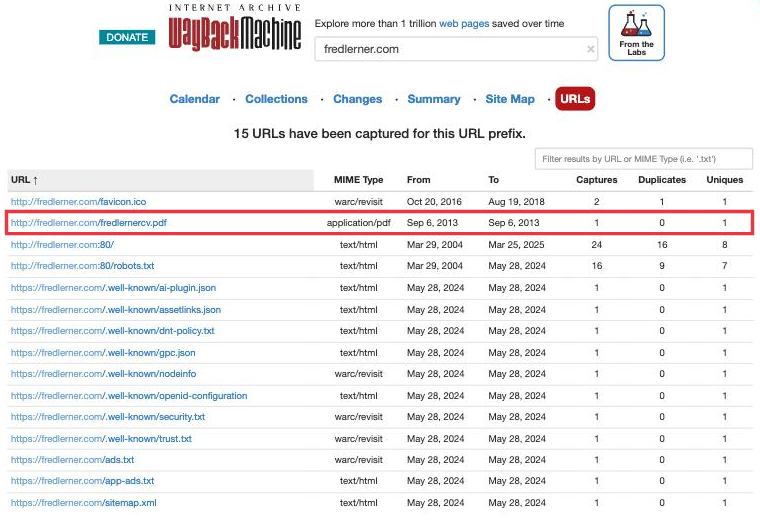 INTERNET ARCHIVE
WayBackMachine
DONATE
Explore more than 1 trillion web pages saved over time
fredlerner.com ×
From the
Labs
Calendar · Collections · Changes · Summary · Site Map · URLs
15 URLs have been captured for this URL prefix.
Filter results by URL or MIME Type (i.e. '.txt')
URL ↑ MIME Type From To Captures Duplicates Uniques
http://fredlerner.com/favicon.ico warc/revisit Oct 20, 2016 Aug 19, 2018 2 1 1
http://fredlerner.com/fredlernercv.pdf application/pdf Sep 6, 2013 Sep 6, 2013 1 0 1
http://fredlerner.com:80/ text/html Mar 29, 2004 Mar 25, 2025 24 16 8
http://fredlerner.com:80/robots.txt text/html Mar 29, 2004 May 28, 2024 16 9 7
https://fredlerner.com/.well-known/ai-plugin.json text/html May 28, 2024 May 28, 2024 1 0 1
https://fredlerner.com/.well-known/assetlinks.json text/html May 28, 2024 May 28, 2024 1 0 1
https://fredlerner.com/.well-known/dnt-policy.txt text/html May 28, 2024 May 28, 2024 1 0 1
https://fredlerner.com/.well-known/gpc.json text/html May 28, 2024 May 28, 2024 1 0 1
https://fredlerner.com/.well-known/nodeinfo warc/revisit May 28, 2024 May 28, 2024 1 0 1
https://fredlerner.com/.well-known/openid-configuration text/html May 28, 2024 May 28, 2024 1 0 1
https://fredlerner.com/.well-known/security.txt warc/revisit May 28, 2024 May 28, 2024 1 0 1
https://fredlerner.com/.well-known/trust.txt warc/revisit May 28, 2024 May 28, 2024 1 0 1
https://fredlerner.com/ads.txt warc/revisit May 28, 2024 May 28, 2024 1 0 1
https://fredlerner.com/app-ads.txt text/html May 28, 2024 May 28, 2024 1 0 1
https://fredlerner.com/sitemap.xml text/html May 28, 2024 May 28, 2024 1 0 1